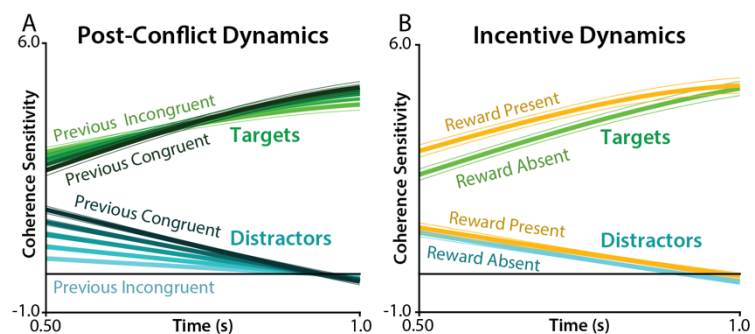 A
Post-Conflict Dynamics
6.0
Coherence Sensitivity
Previous Incongruent
Targets
Previous Congruent
Previous Congruent
Distractors
Previous Incongruent
-1.0
0.50
Time (s)
1.0
B
Incentive Dynamics
6.0
Coherence Sensitivity
Reward Present
Targets
Reward Absent
Reward Present
Distractors
Reward Absent
-1.0
0.50
Time (s)
1.0